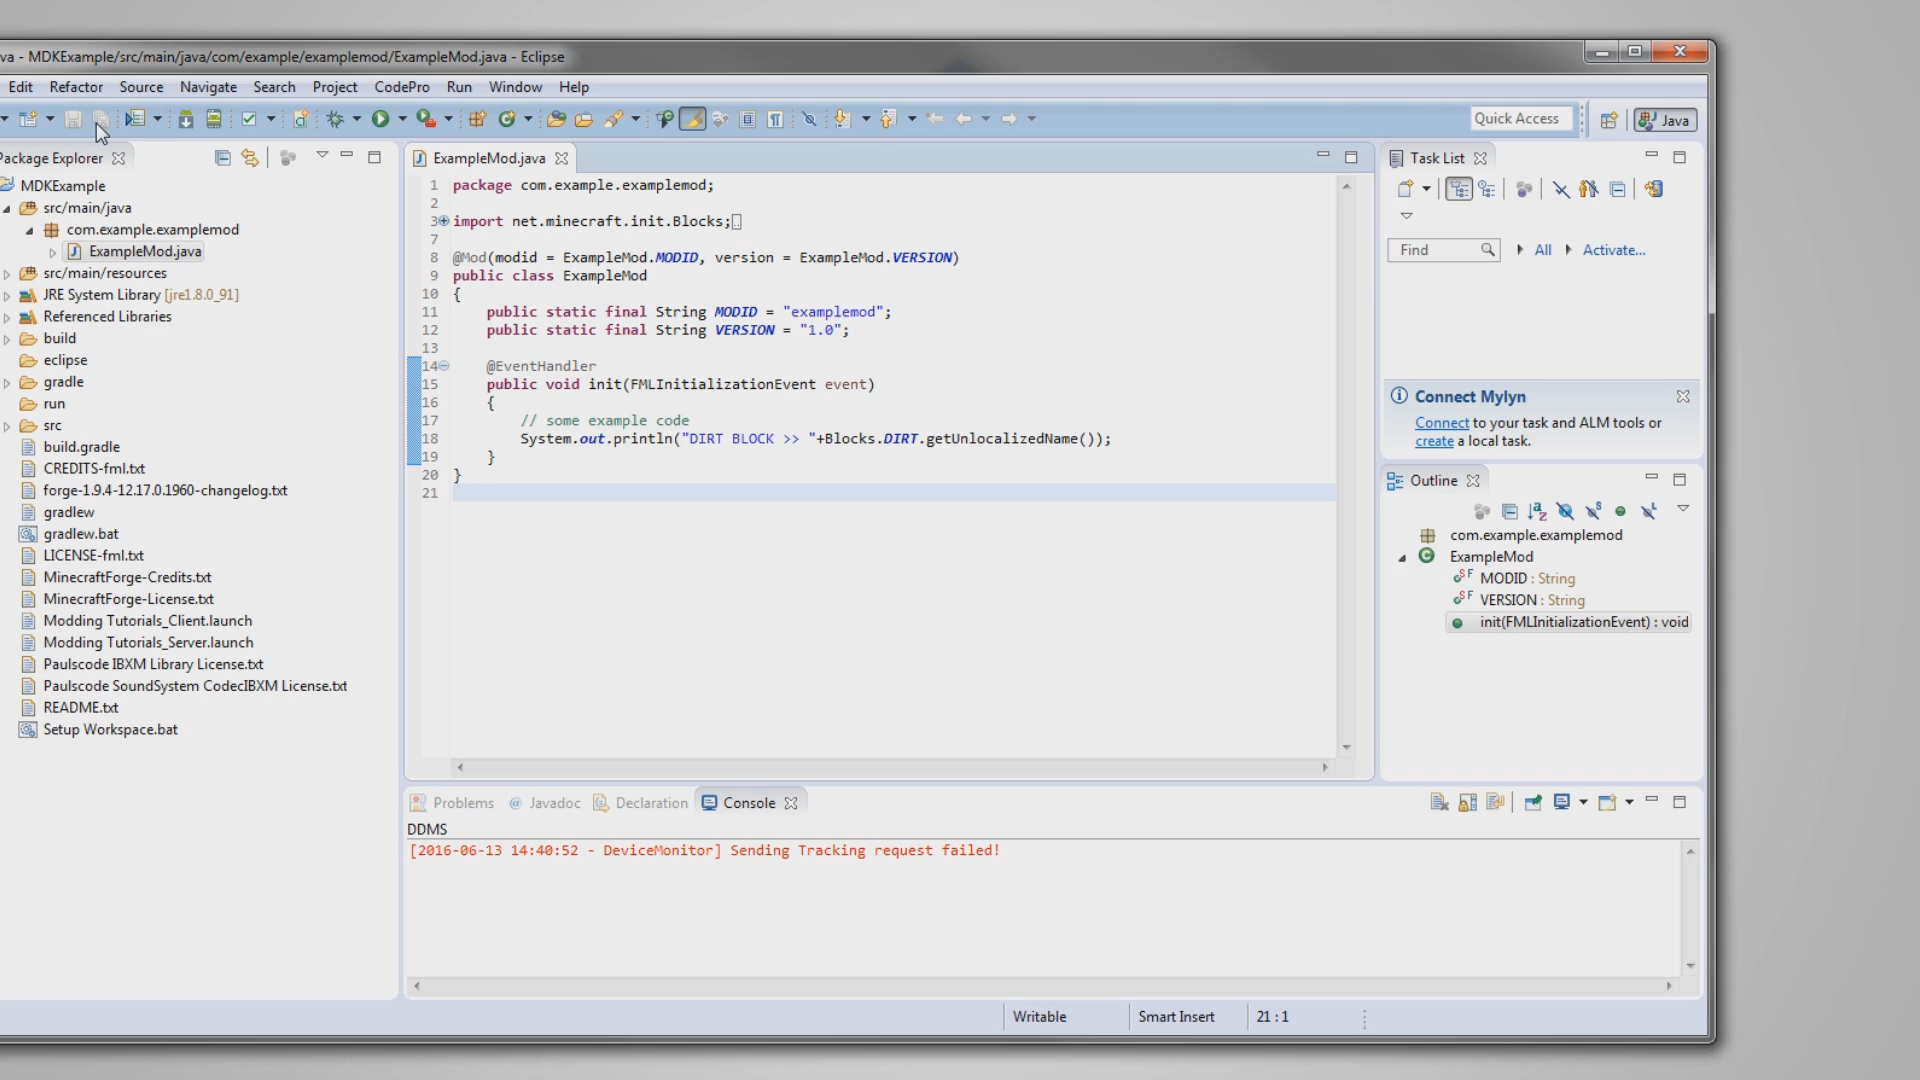 va - MDKExample/src/main/java/com/example/examplemod/ExampleMod.java - Eclipse
Edit Refactor Source Navigate Search Project CodePro Run Window Help
Quick Access
Java
Package Explorer
MDKExample
src/main/java
com.example.examplemod
ExampleMod.java
src/main/resources
JRE System Library [jre1.8.0_91]
Referenced Libraries
build
eclipse
gradle
run
src
build.gradle
CREDITS-fml.txt
forge-1.9.4-12.17.0.1960-changelog.txt
gradlew
gradlew.bat
LICENSE-fml.txt
MinecraftForge-Credits.txt
MinecraftForge-License.txt
Modding Tutorials_Client.launch
Modding Tutorials_Server.launch
Paulscode IBXM Library License.txt
Paulscode SoundSystem CodecIBXM License.txt
README.txt
Setup Workspace.bat
ExampleMod.java
1 package com.example.examplemod;
2
3 import net.minecraft.init.Blocks;
7
8 @Mod(modid = ExampleMod.MODID, version = ExampleMod.VERSION)
9 public class ExampleMod
10 {
11 public static final String MODID = "examplemod";
12 public static final String VERSION = "1.0";
13
14 @EventHandler
15 public void init(FMLInitializationEvent event)
16 {
17 // some example code
18 System.out.println("DIRT BLOCK >> "+Blocks.DIRT.getUnlocalizedName());
19 }
20 }
21
Task List
Find
All
Activate...
Connect Mylyn
Connect to your task and ALM tools or
create a local task.
Outline
com.example.examplemod
ExampleMod
MODID : String
VERSION : String
init(FMLInitializationEvent) : void
Problems @ Javadoc Declaration Console
DDMS
[2016-06-13 14:40:52 - DeviceMonitor] Sending Tracking request failed!
Writable
Smart Insert
21 : 1